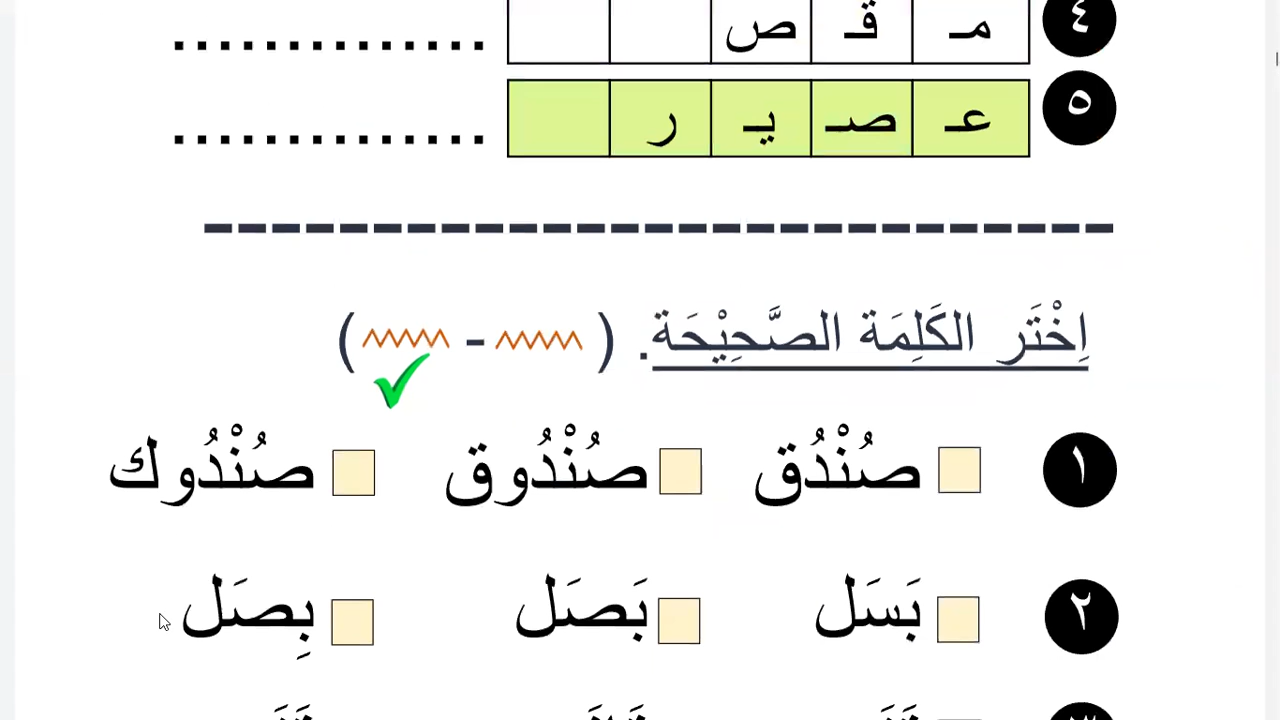 ٤ مـ قـ ص ..............
٥ عـ صـ يـ ر ..............
اِخْتَر الكَلِمَة الصَّحِيْحَة. ( - )
١ صُنْدُق صُنْدُوق صُنْدُوك
٢ بَسَل بَصَل بِصَل